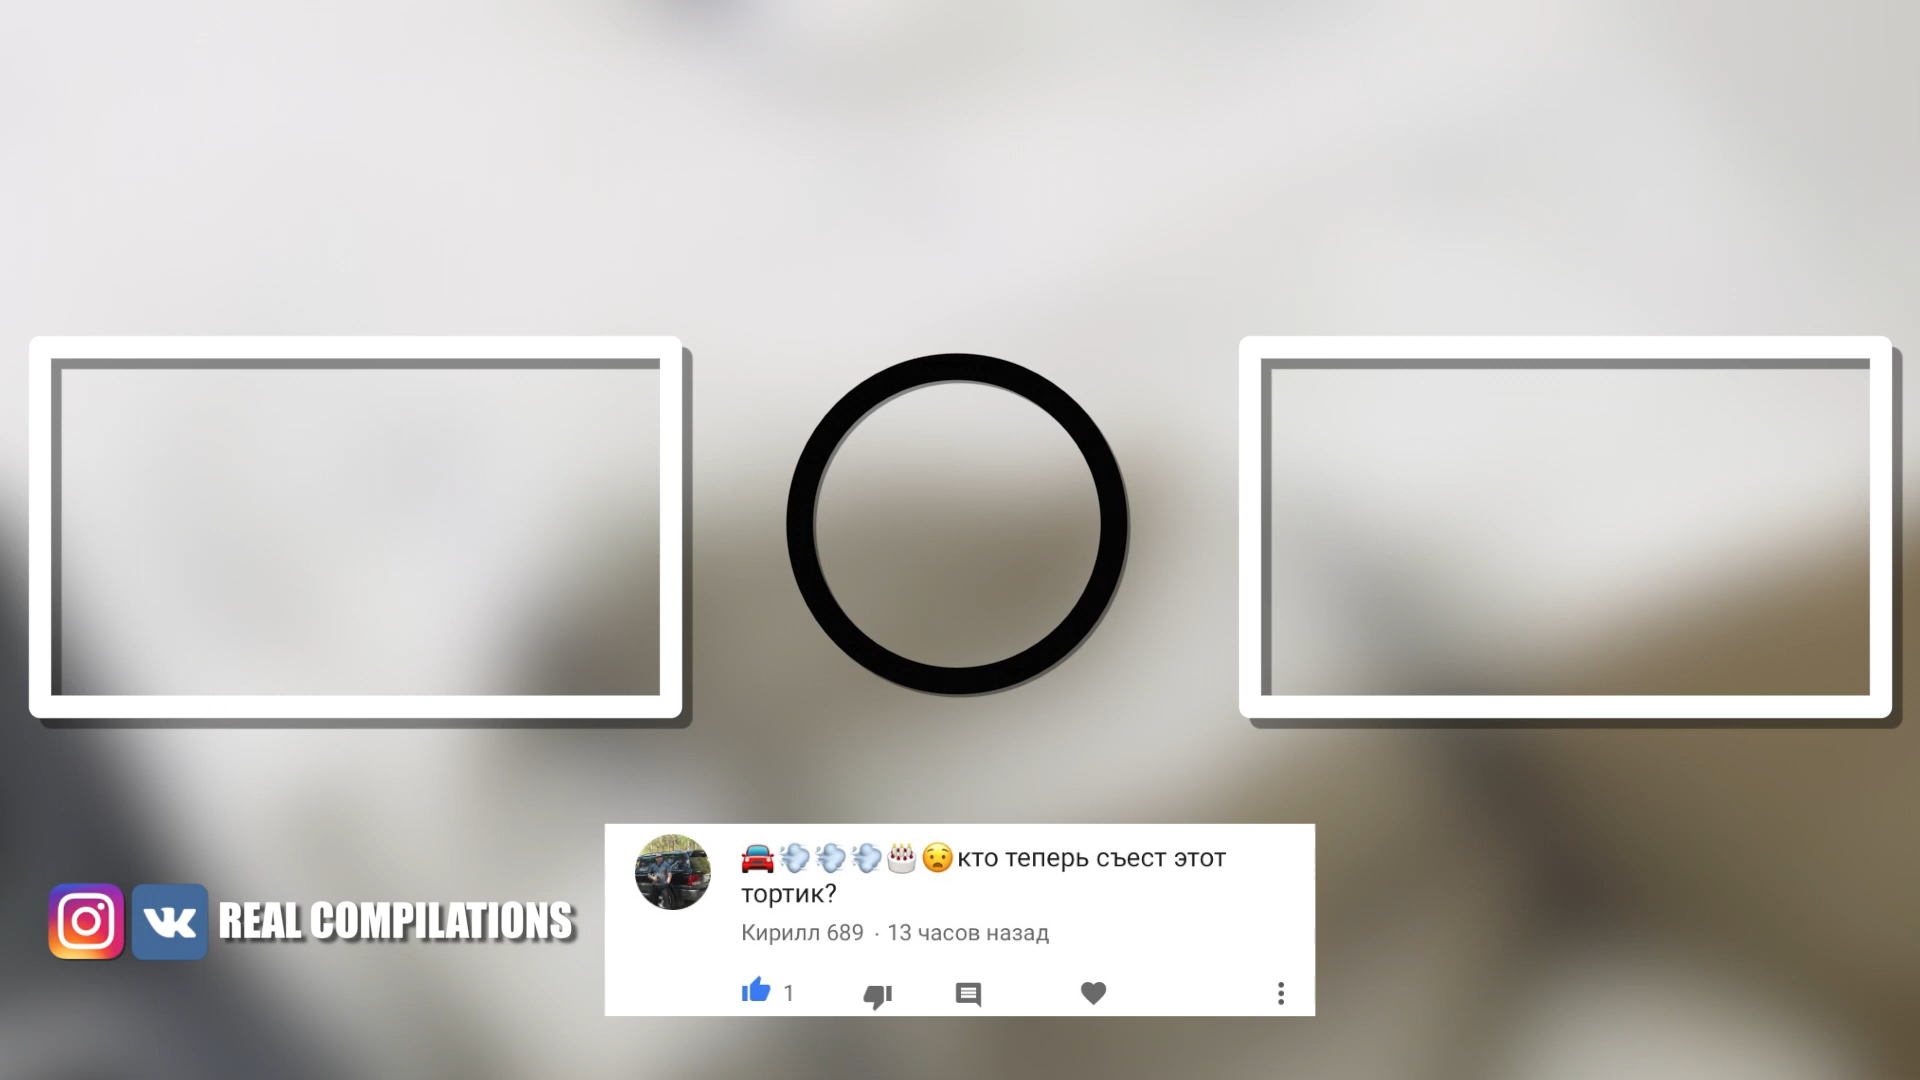 REAL COMPILATIONS
🚘💨💨💨🎂😧кто теперь съест этот
тортик?
Кирилл 689 · 13 часов назад
1